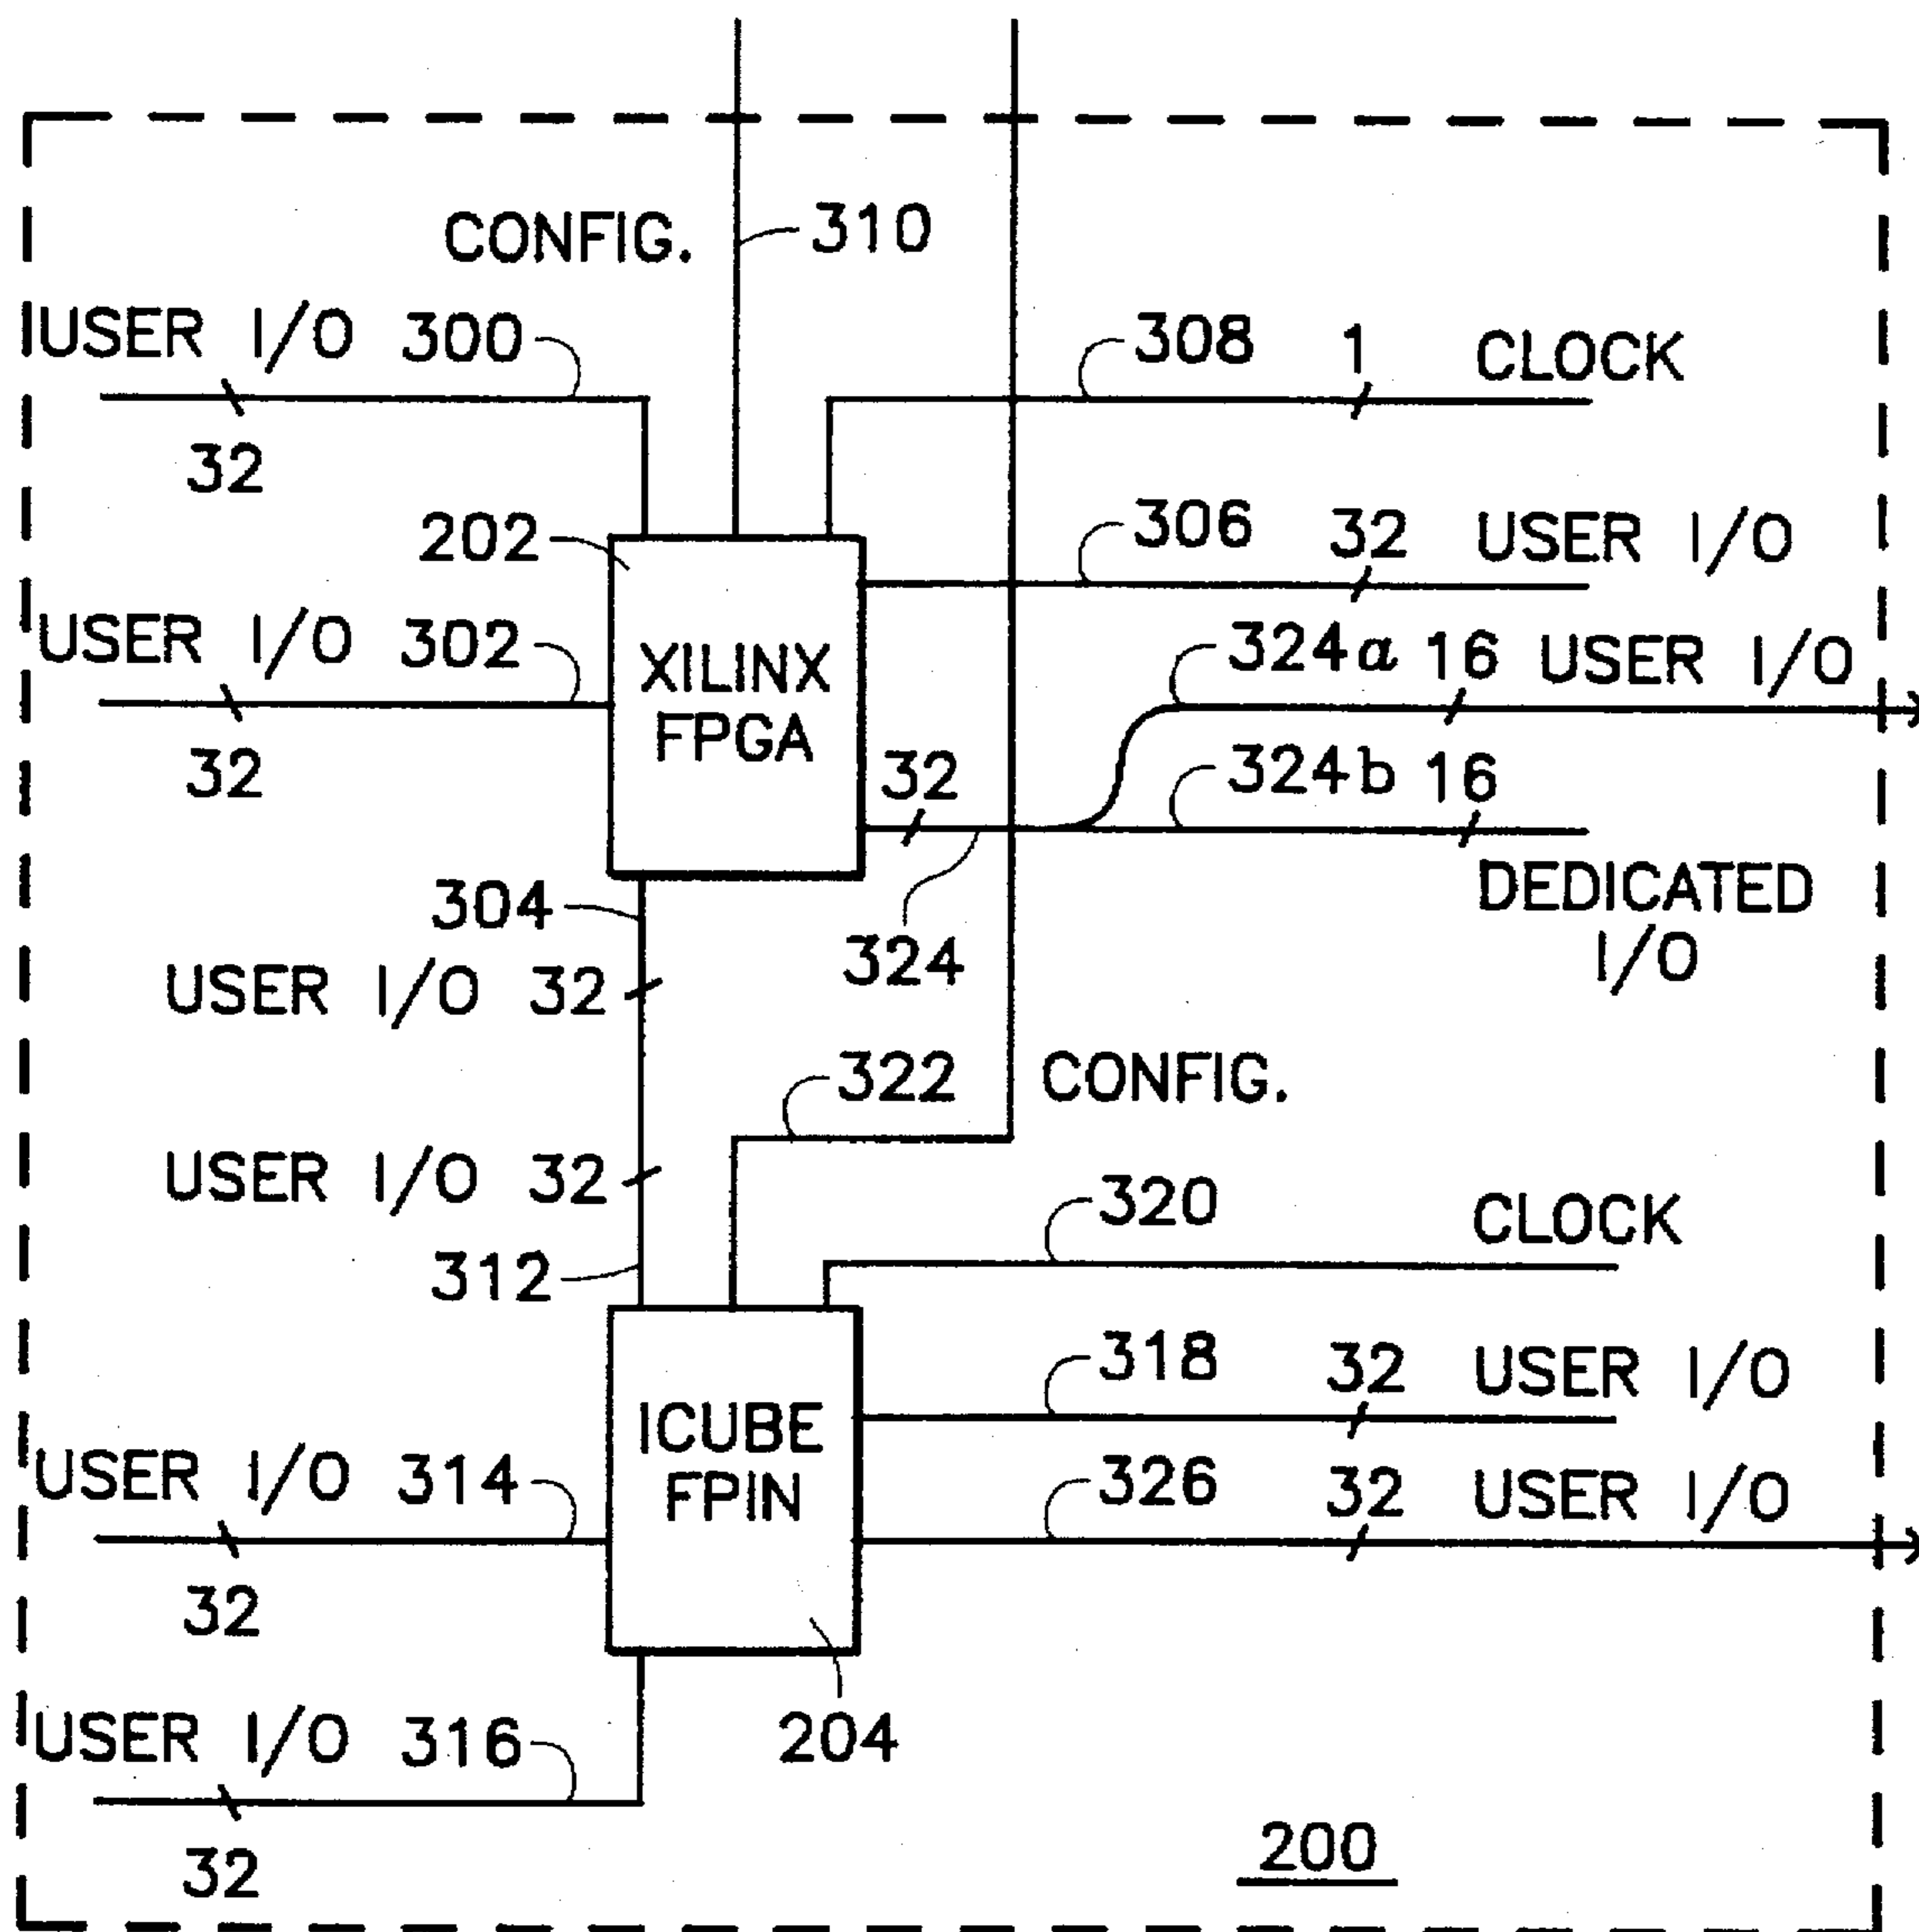 CONFIG. 310
USER I/O 300 308 1 CLOCK
32
202 306 32 USER I/O
USER I/O 302 XILINX FPGA 324a 16 USER I/O
32 32 324b 16
DEDICATED I/O
304 324
USER I/O 32
322 CONFIG.
USER I/O 32
320 CLOCK
312
318 32 USER I/O
ICUBE FPIN
USER I/O 314 326 32 USER I/O
32
USER I/O 316 204
32
200